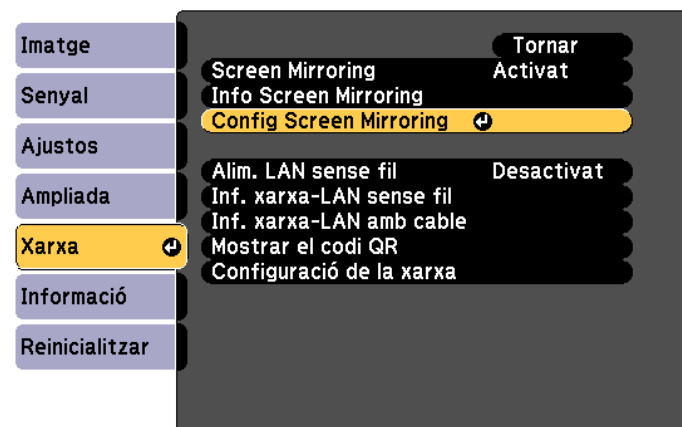 Imatge
Senyal
Ajustos
Ampliada
Xarxa
Informació
Reinicialitzar
Tornar
Screen Mirroring Activat
Info Screen Mirroring
Config Screen Mirroring
Alim. LAN sense fil Desactivat
Inf. xarxa-LAN sense fil
Inf. xarxa-LAN amb cable
Mostrar el codi QR
Configuració de la xarxa